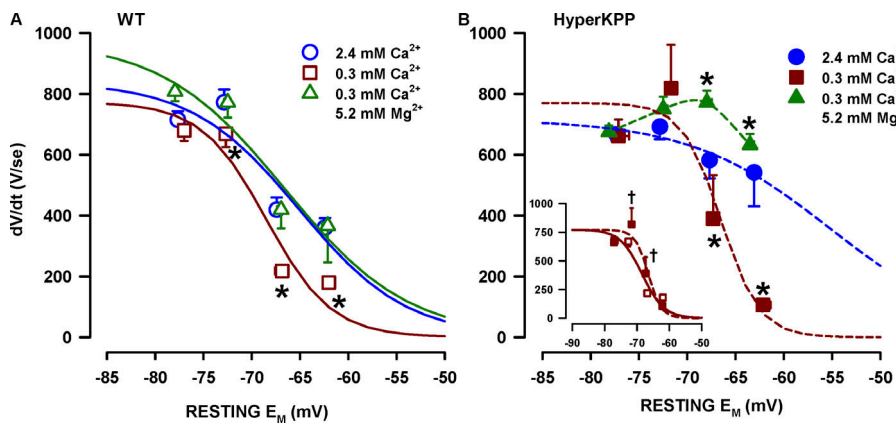 A WT
B HyperKPP
2.4 mM Ca²⁺
0.3 mM Ca²⁺
0.3 mM Ca²⁺
5.2 mM Mg²⁺
2.4 mM Ca
0.3 mM Ca
0.3 mM Ca
5.2 mM Mg
dV/dt (V/se)
1000
800
600
400
200
0
-85 -80 -75 -70 -65 -60 -55 -50
RESTING E_M (mV)
1000
800
600
400
200
0
-85 -80 -75 -70 -65 -60 -55 -50
RESTING E_M (mV)
1000
750
500
250
0
-90 -80 -70 -60 -50
* * *
* * * *
† †